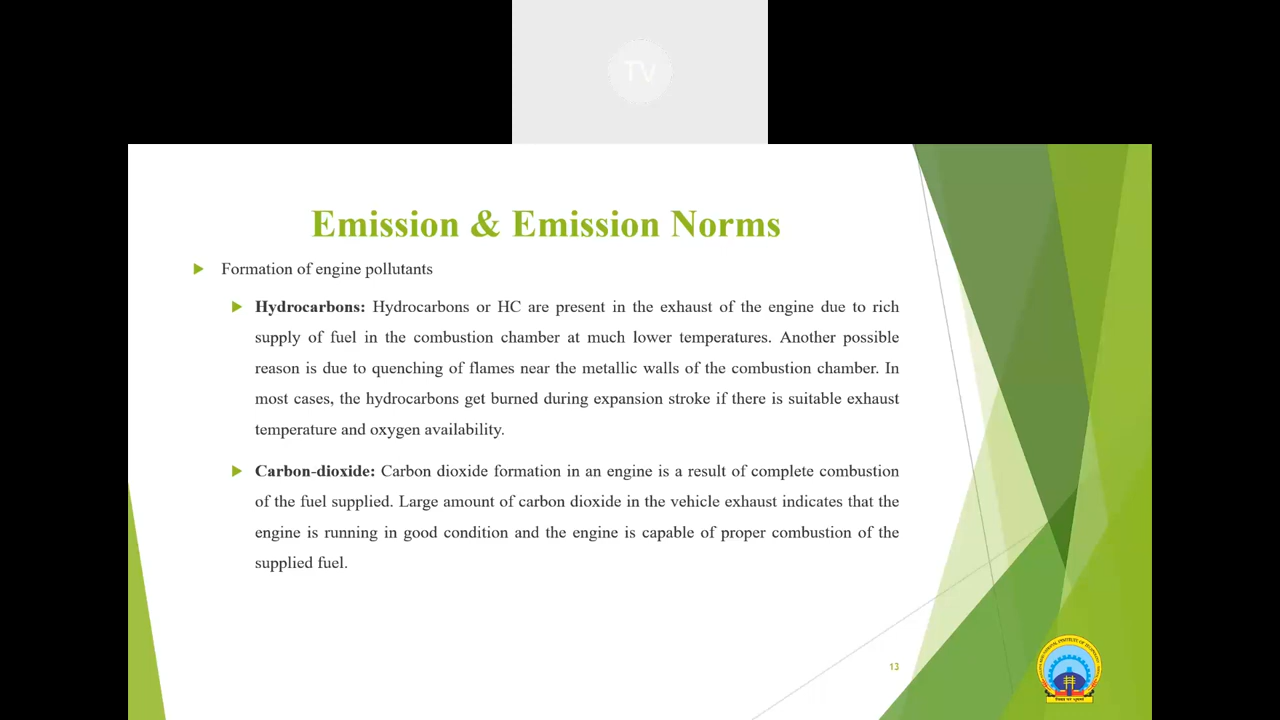 TV
Emission & Emission Norms
Formation of engine pollutants
Hydrocarbons: Hydrocarbons or HC are present in the exhaust of the engine due to rich
supply of fuel in the combustion chamber at much lower temperatures. Another possible
reason is due to quenching of flames near the metallic walls of the combustion chamber. In
most cases, the hydrocarbons get burned during expansion stroke if there is suitable exhaust
temperature and oxygen availability.
Carbon-dioxide: Carbon dioxide formation in an engine is a result of complete combustion
of the fuel supplied. Large amount of carbon dioxide in the vehicle exhaust indicates that the
engine is running in good condition and the engine is capable of proper combustion of the
supplied fuel.
13